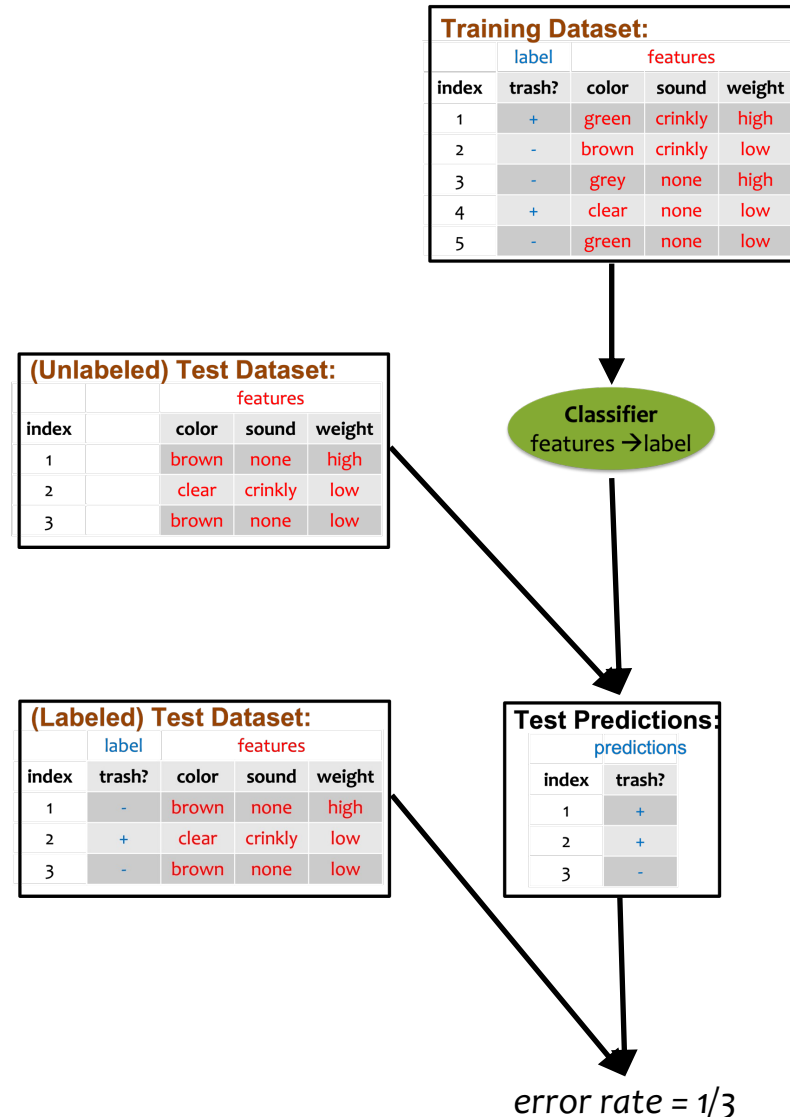 Training Dataset:
label features
index trash? color sound weight
1 + green crinkly high
2 - brown crinkly low
3 - grey none high
4 + clear none low
5 - green none low
(Unlabeled) Test Dataset:
features
index color sound weight
1 brown none high
2 clear crinkly low
3 brown none low
Classifier
features →label
(Labeled) Test Dataset:
label features
index trash? color sound weight
1 - brown none high
2 + clear crinkly low
3 - brown none low
Test Predictions:
predictions
index trash?
1 +
2 +
3 -
error rate = 1/3